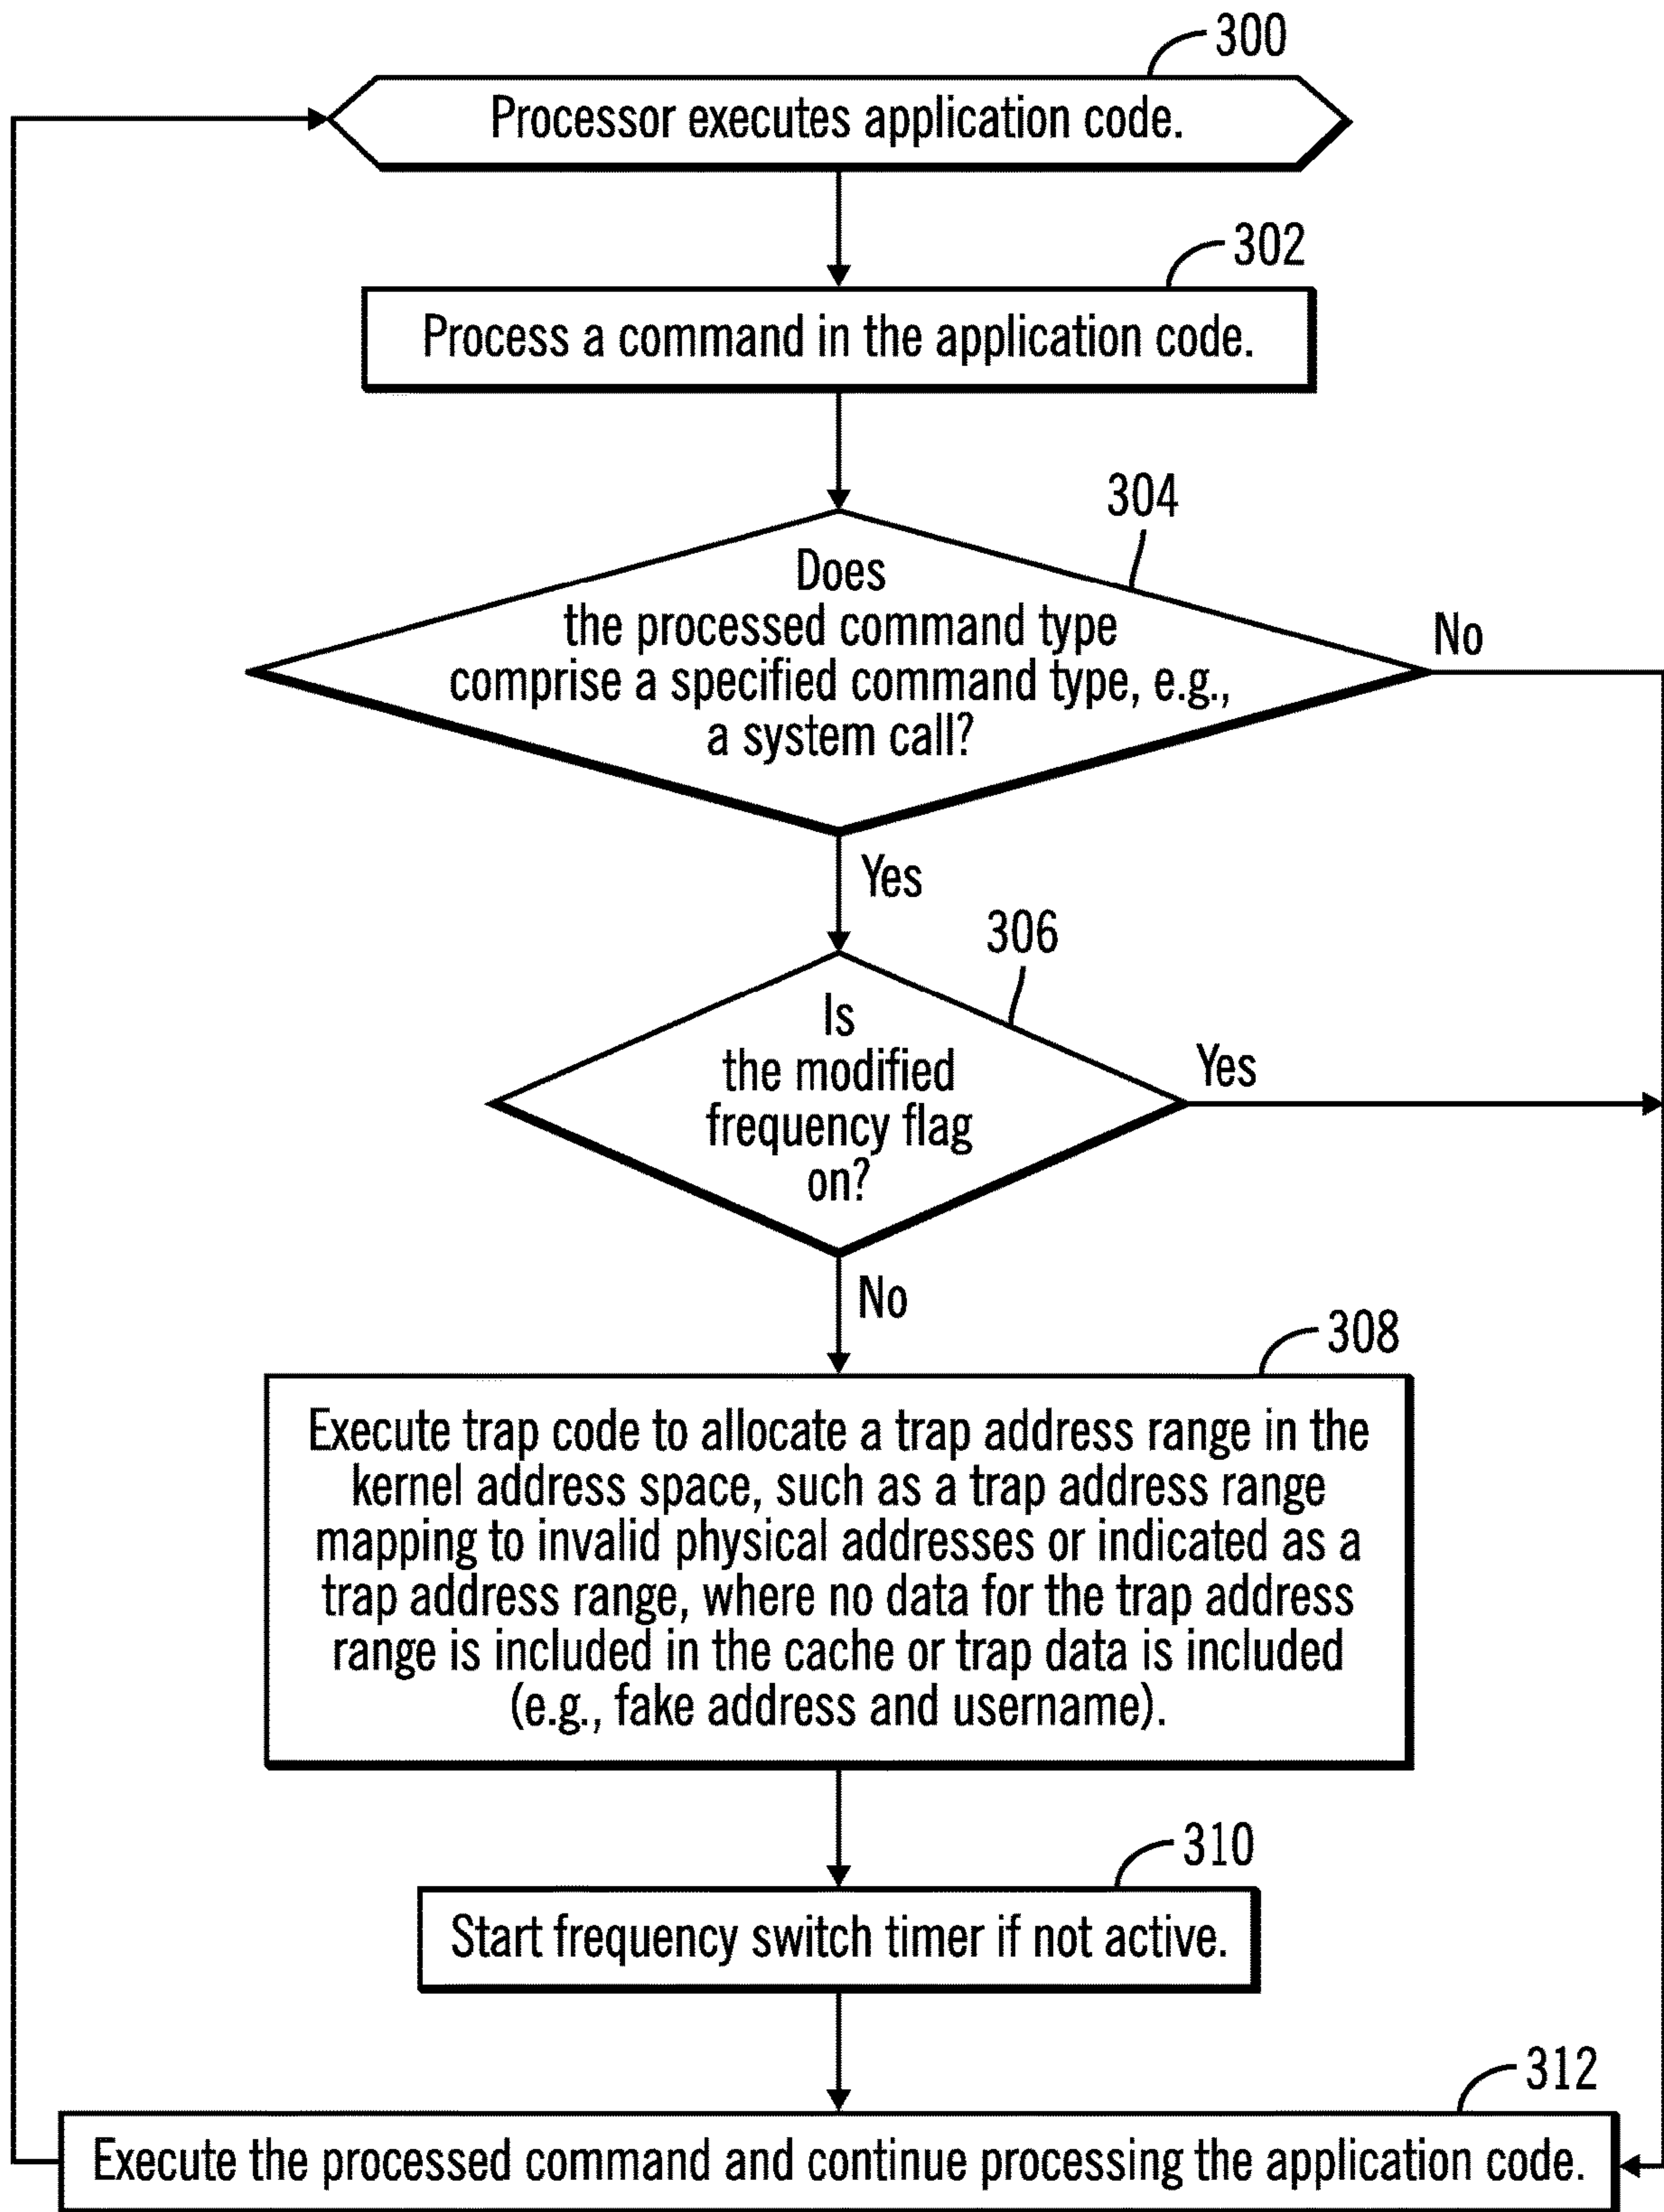 300
Processor executes application code.
302
Process a command in the application code.
304
Does
the processed command type
comprise a specified command type, e.g.,
a system call?
No
Yes
306
Is
the modified
frequency flag
on?
Yes
No
308
Execute trap code to allocate a trap address range in the
kernel address space, such as a trap address range
mapping to invalid physical addresses or indicated as a
trap address range, where no data for the trap address
range is included in the cache or trap data is included
(e.g., fake address and username).
310
Start frequency switch timer if not active.
312
Execute the processed command and continue processing the application code.